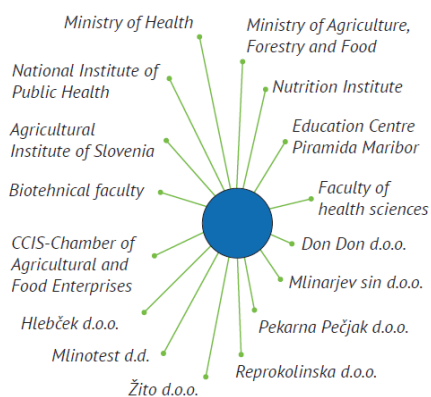 Ministry of Health
Ministry of Agriculture,
Forestry and Food
National Institute of
Public Health
Nutrition Institute
Agricultural
Institute of Slovenia
Education Centre
Piramida Maribor
Biotehnical faculty
Faculty of
health sciences
CCIS-Chamber of
Agricultural and
Food Enterprises
Don Don d.o.o.
Mlinarjev sin d.o.o.
Hlebček d.o.o.
Pekarna Pečjak d.o.o.
Mlinotest d.d.
Reprokolinska d.o.o.
Žito d.o.o.